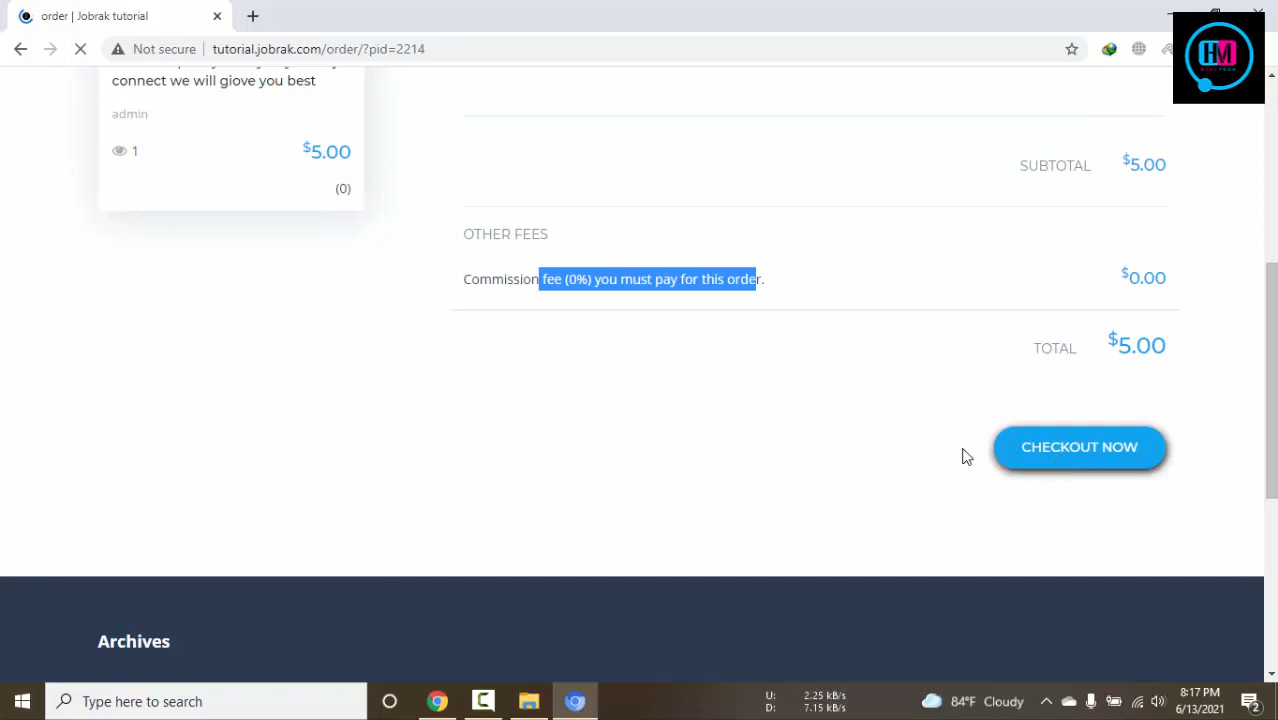 order | Jobrak tutorial
Not secure tutorial.jobrak.com/order/?pid=2214
HM
connect we will giove you best
admin
1 $5.00
(0)
SUBTOTAL $5.00
OTHER FEES
Commission fee (0%) you must pay for this order. $0.00
TOTAL $5.00
CHECKOUT NOW
Archives
Type here to search
U: 2.25 kB/s
D: 7.15 kB/s
84°F Cloudy
8:17 PM
6/13/2021
2